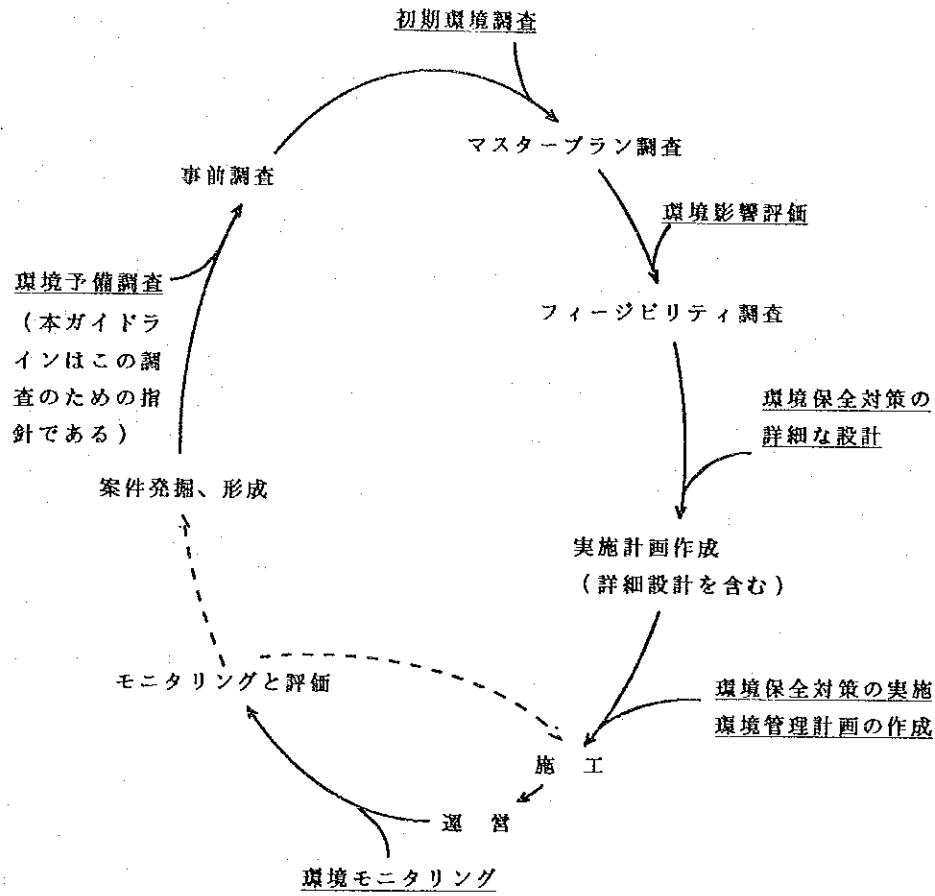 初期環境調査
マスタープラン調査
事前調査
環境影響評価
環境予備調査
(本ガイドラ
インはこの調
査のための指
針である)
フィージビリティ調査
環境保全対策の
詳細な設計
案件発掘、形成
実施計画作成
(詳細設計を含む)
モニタリングと評価
環境保全対策の実施
環境管理計画の作成
施 工
運 営
環境モニタリング